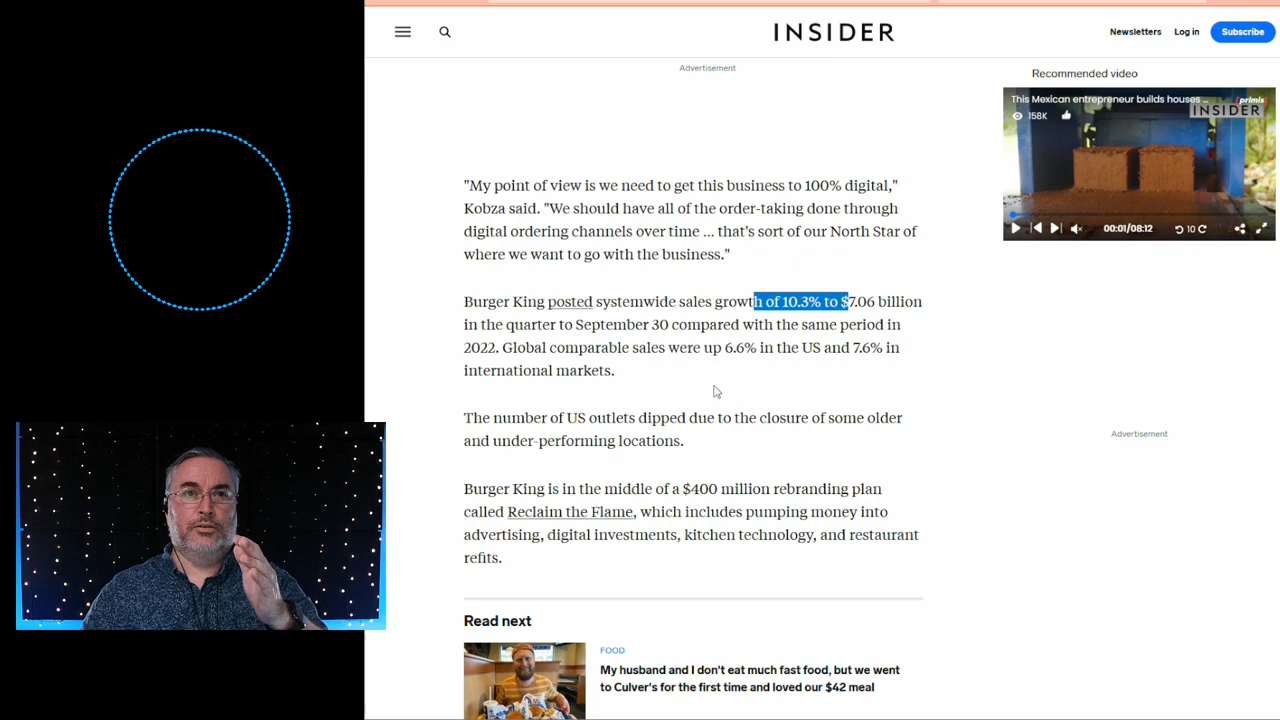 INSIDER
Newsletters
Log in
Subscribe
Advertisement
Recommended video
This Mexican entrepreneur builds houses ...
primis
INSIDER
158K
00:01/08:12
10
"My point of view is we need to get this business to 100% digital,"
Kobza said. "We should have all of the order-taking done through
digital ordering channels over time ... that's sort of our North Star of
where we want to go with the business."
Burger King posted systemwide sales growth of 10.3% to $7.06 billion
in the quarter to September 30 compared with the same period in
2022. Global comparable sales were up 6.6% in the US and 7.6% in
international markets.
The number of US outlets dipped due to the closure of some older
and under-performing locations.
Advertisement
Burger King is in the middle of a $400 million rebranding plan
called Reclaim the Flame, which includes pumping money into
advertising, digital investments, kitchen technology, and restaurant
refits.
Read next
FOOD
My husband and I don't eat much fast food, but we went
to Culver's for the first time and loved our $42 meal